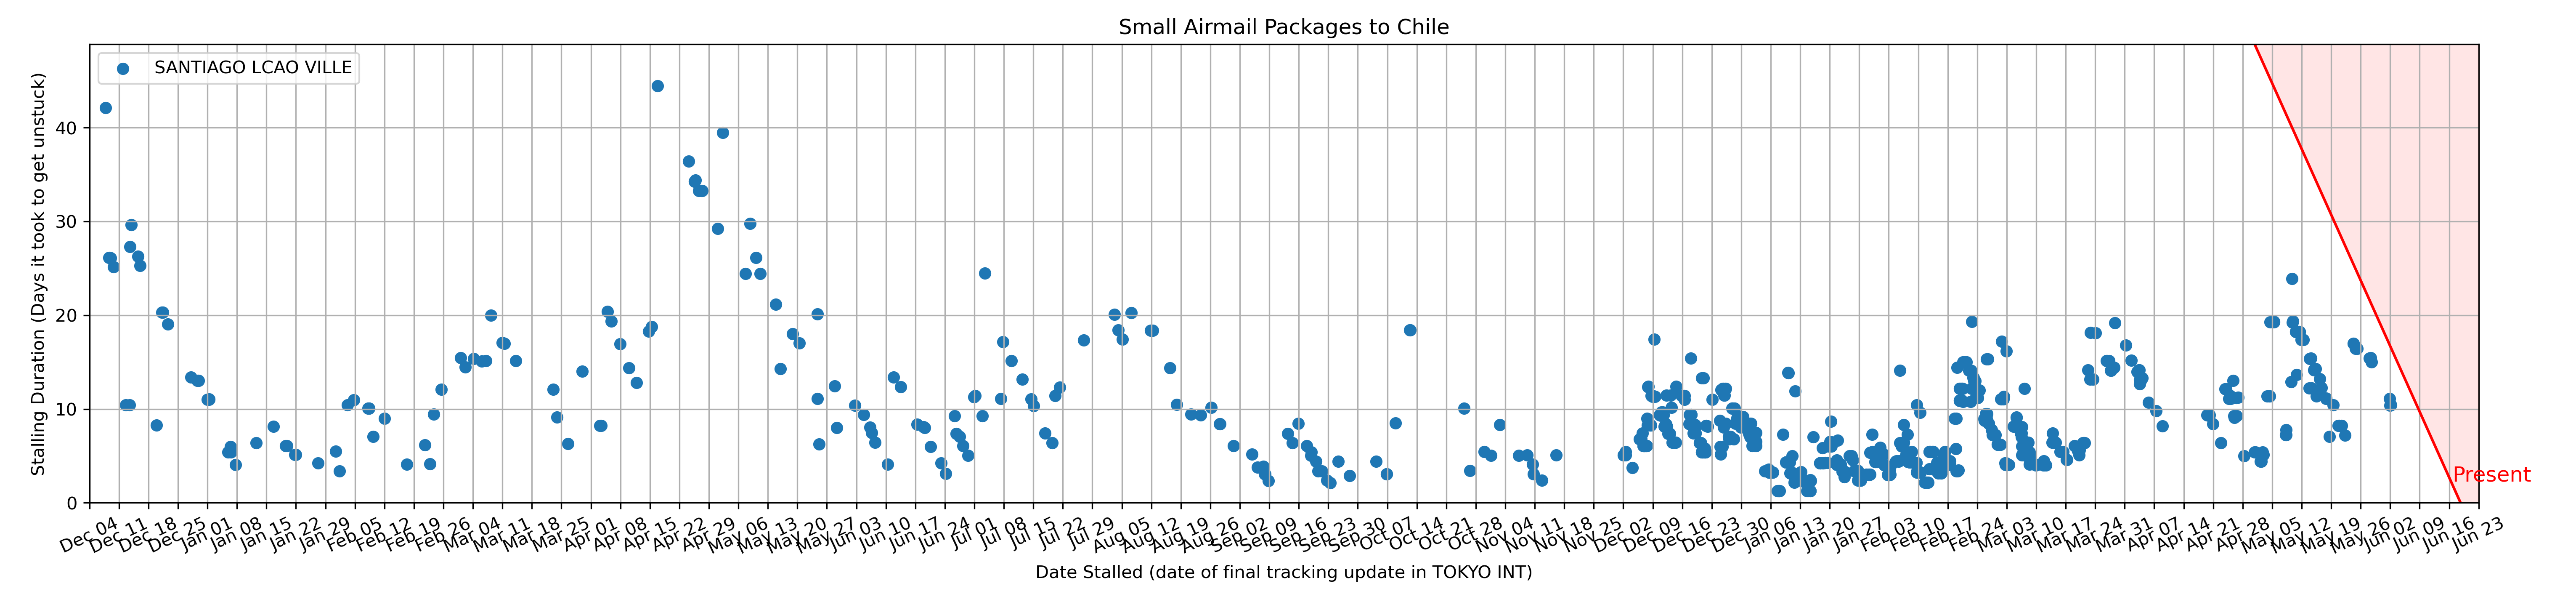 Small Airmail Packages to Chile
SANTIAGO LCAO VILLE
Stalling Duration (Days it took to get unstuck)
40
30
20
10
0
Present
Dec 04
Dec 11
Dec 18
Dec 25
Jan 01
Jan 08
Jan 15
Jan 22
Jan 29
Feb 05
Feb 12
Feb 19
Feb 26
Mar 04
Mar 11
Mar 18
Mar 25
Apr 01
Apr 08
Apr 15
Apr 22
Apr 29
May 06
May 13
May 20
May 27
Jun 03
Jun 10
Jun 17
Jun 24
Jul 01
Jul 08
Jul 15
Jul 22
Jul 29
Aug 05
Aug 12
Aug 19
Aug 26
Sep 02
Sep 09
Sep 16
Sep 23
Sep 30
Oct 07
Oct 14
Oct 21
Oct 28
Nov 04
Nov 11
Nov 18
Nov 25
Dec 02
Dec 09
Dec 16
Dec 23
Dec 30
Jan 06
Jan 13
Jan 20
Jan 27
Feb 03
Feb 10
Feb 17
Feb 24
Mar 03
Mar 10
Mar 17
Mar 24
Mar 31
Apr 07
Apr 14
Apr 21
Apr 28
May 05
May 12
May 19
May 26
Jun 02
Jun 09
Jun 16
Jun 23
Date Stalled (date of final tracking update in TOKYO INT)